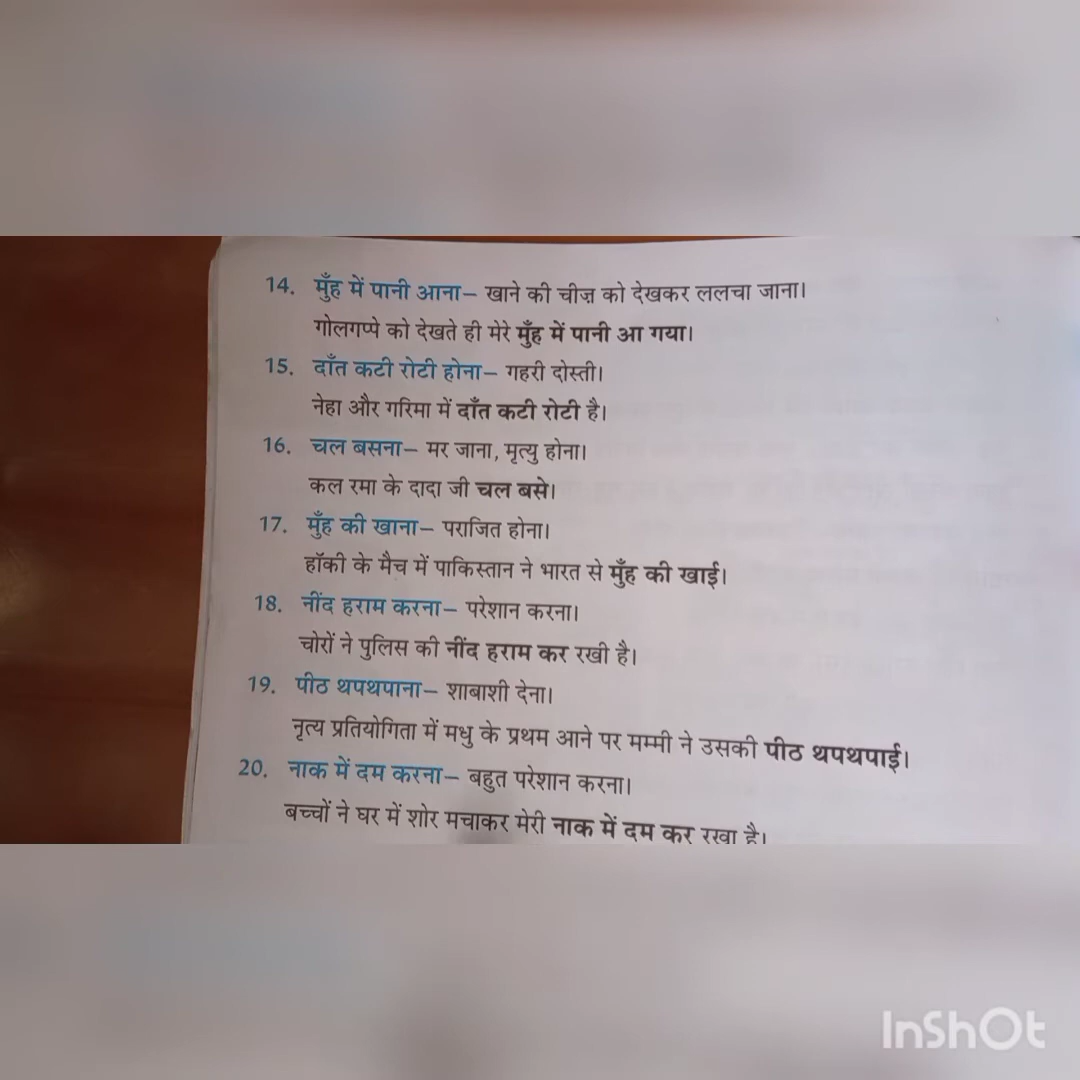 14. मुँह में पानी आना– खाने की चीज़ को देखकर ललचा जाना।
गोलगप्पे को देखते ही मेरे मुँह में पानी आ गया।
15. दाँत कटी रोटी होना– गहरी दोस्ती।
नेहा और गरिमा में दाँत कटी रोटी है।
16. चल बसना– मर जाना, मृत्यु होना।
कल रमा के दादा जी चल बसे।
17. मुँह की खाना– पराजित होना।
हॉकी के मैच में पाकिस्तान ने भारत से मुँह की खाई।
18. नींद हराम करना– परेशान करना।
चोरों ने पुलिस की नींद हराम कर रखी है।
19. पीठ थपथपाना– शाबाशी देना।
नृत्य प्रतियोगिता में मधु के प्रथम आने पर मम्मी ने उसकी पीठ थपथपाई।
20. नाक में दम करना– बहुत परेशान करना।
बच्चों ने घर में शोर मचाकर मेरी नाक में दम कर रखा है।
InShOt